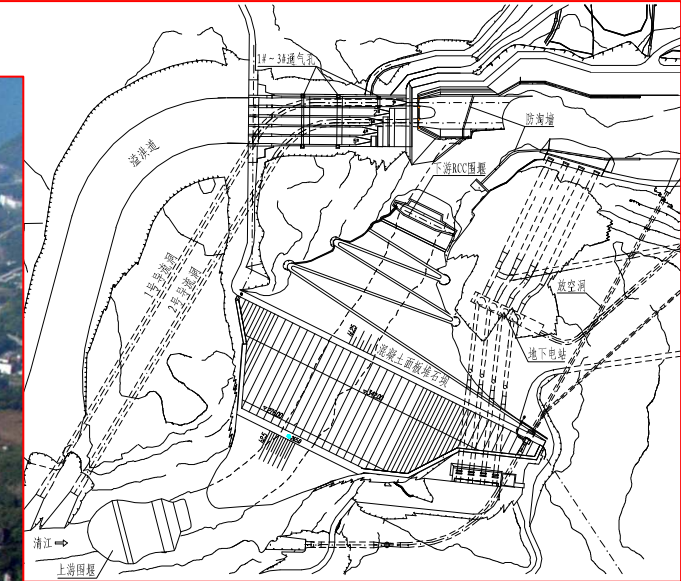 1#～3#通气孔
溢洪道
防淘墙
下游RCC围堰
1号导流洞
2号导流洞
放空洞
混凝土面板堆石坝
地下电站
清江
上游围堰